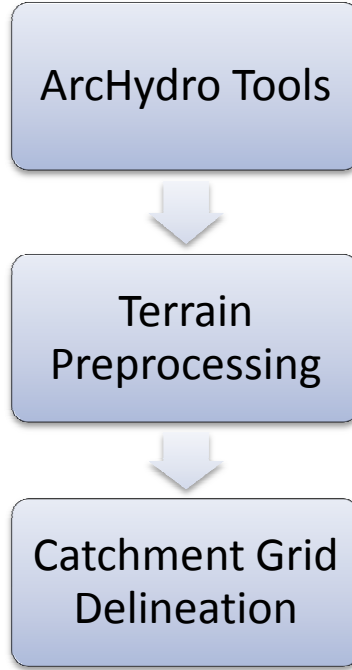 ArcHydro Tools
Terrain
Preprocessing
Catchment Grid
Delineation